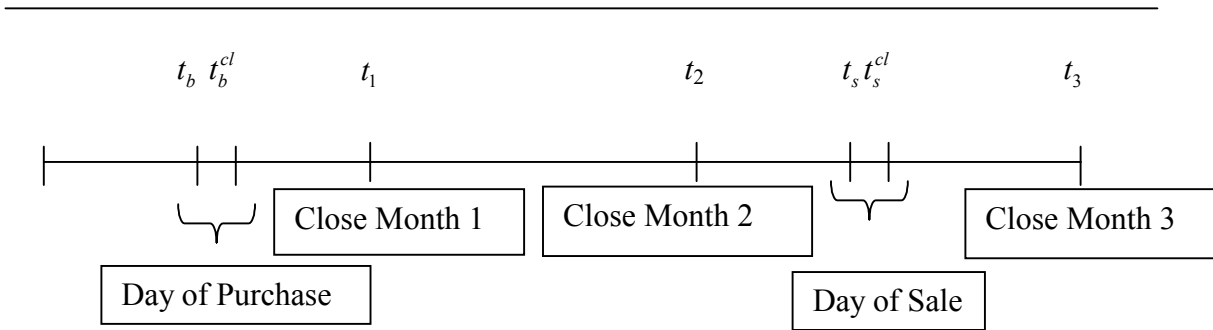 t_b t_b^{cl} t_1 t_2 t_s t_s^{cl} t_3
Close Month 1 Close Month 2 Close Month 3
Day of Purchase Day of Sale